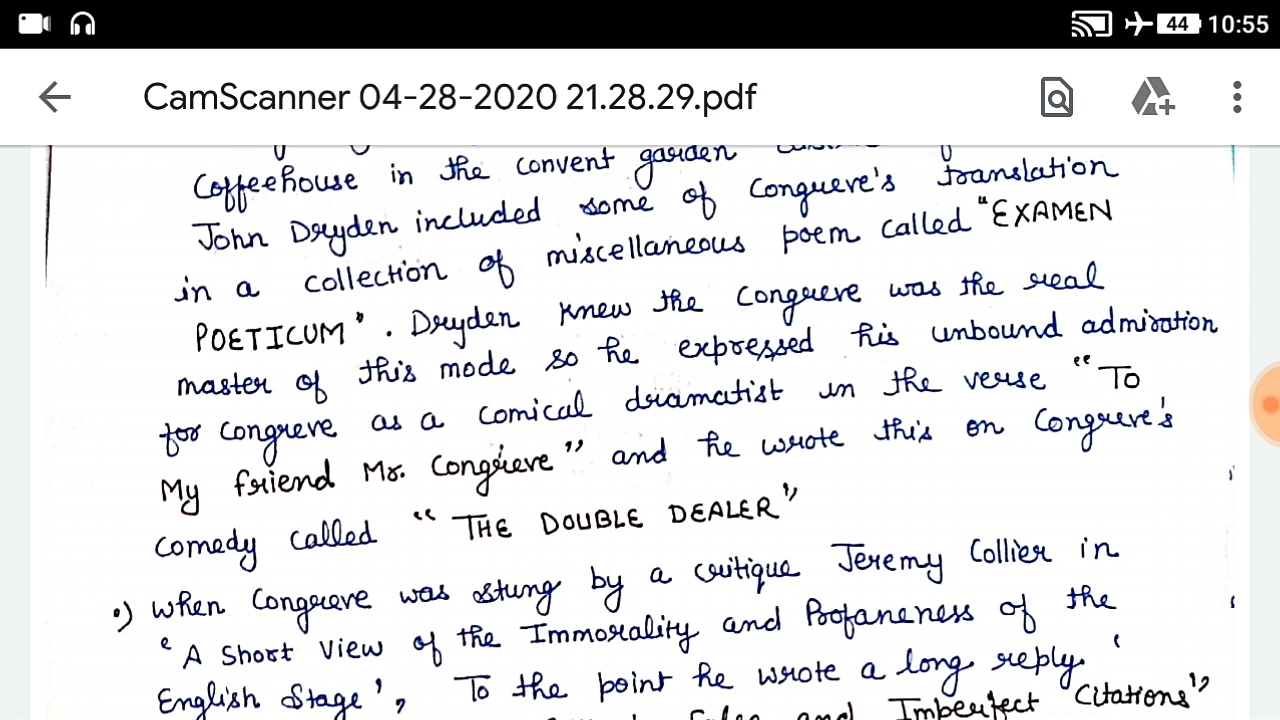 44 10:55
CamScanner 04-28-2020 21.28.29.pdf
Coffeehouse in the convent garden
John Dryden included some of Congreve's translation
in a collection of miscellaneous poem called "EXAMEN
POETICUM". Dryden knew the Congreve was the real
master of this mode so he expressed his unbound admiration
for Congreve as a comical dramatist in the verse "To
My friend Mr. Congreve" and he wrote this on Congreve's
comedy called "THE DOUBLE DEALER"
•) When Congreve was stung by a critique Jeremy Collier in
'A Short View of the Immorality and Profaneness of the
English Stage', To the point he wrote a long reply '
and Imperfect Citations"